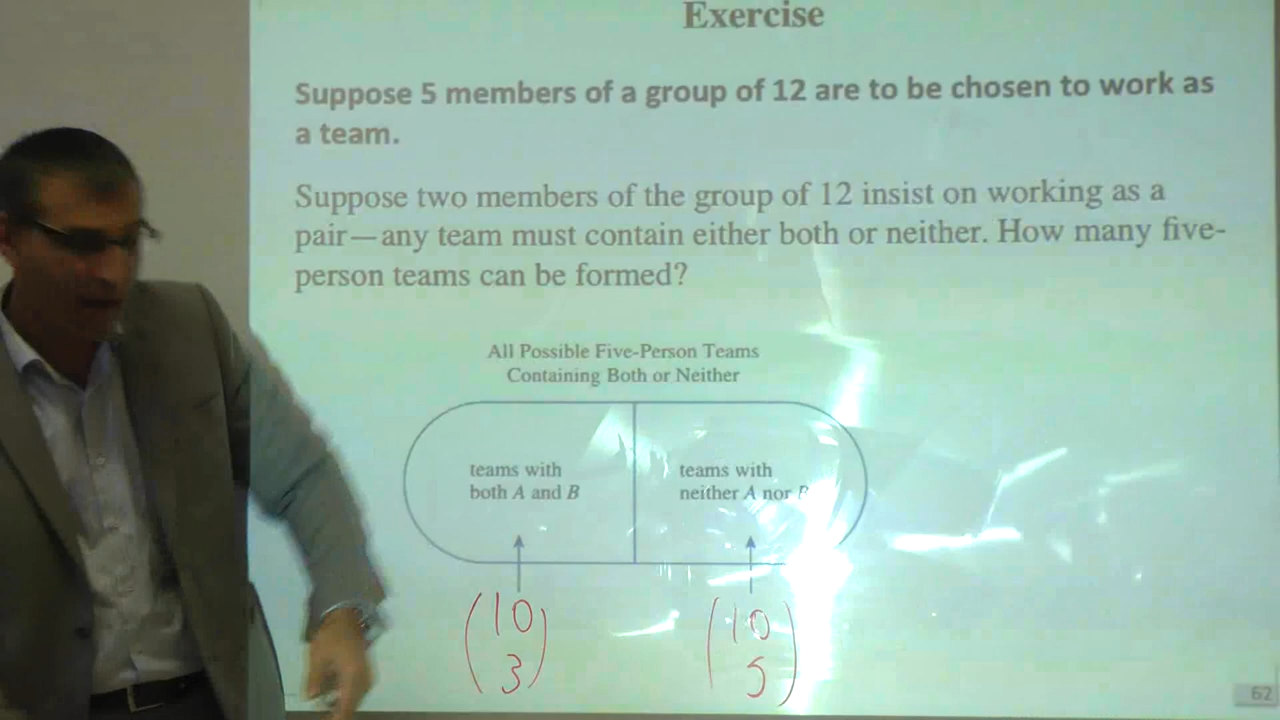 Exercise
Suppose 5 members of a group of 12 are to be chosen to work as
a team.
Suppose two members of the group of 12 insist on working as a
pair—any team must contain either both or neither. How many five-
person teams can be formed?
All Possible Five-Person Teams
Containing Both or Neither
teams with
both A and B
teams with
neither A nor B
(10
3)
(10
5)
62